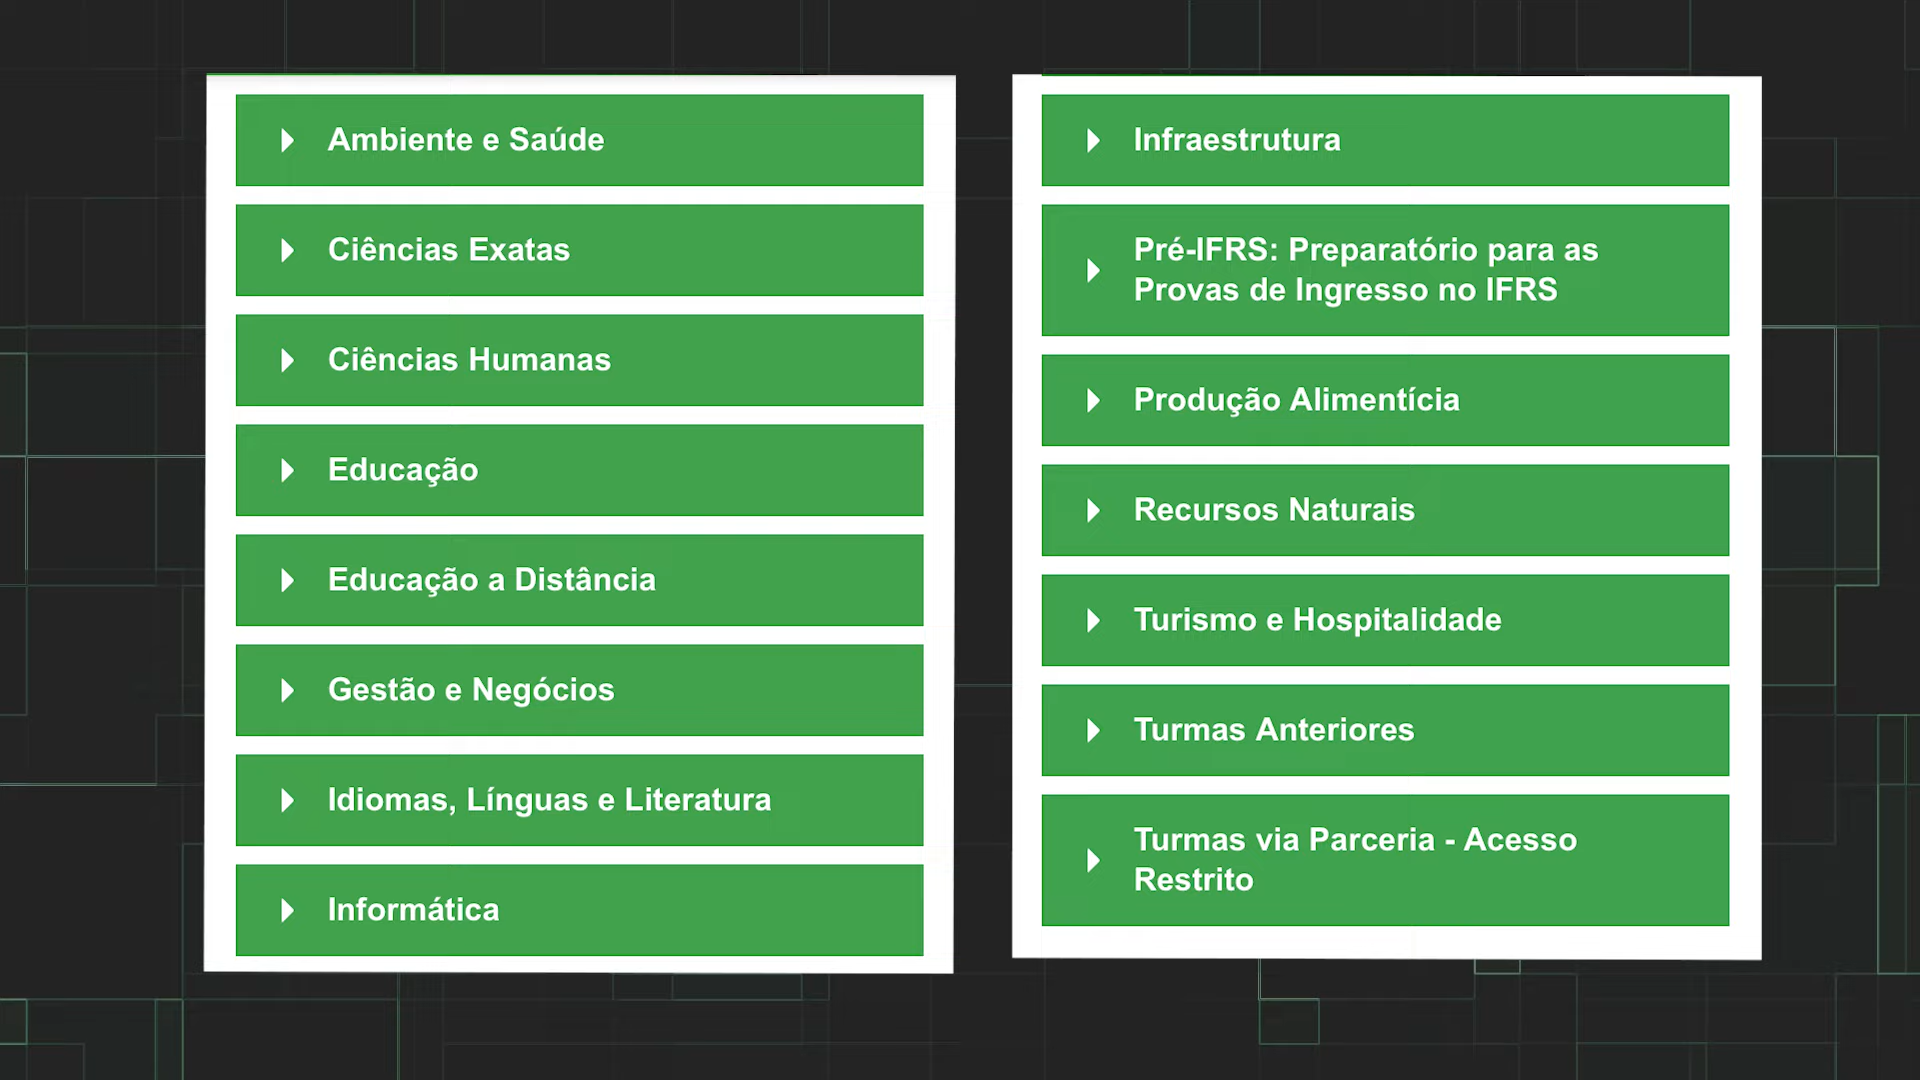 Ambiente e Saúde
Ciências Exatas
Ciências Humanas
Educação
Educação a Distância
Gestão e Negócios
Idiomas, Línguas e Literatura
Informática
Infraestrutura
Pré-IFRS: Preparatório para as
Provas de Ingresso no IFRS
Produção Alimentícia
Recursos Naturais
Turismo e Hospitalidade
Turmas Anteriores
Turmas via Parceria - Acesso
Restrito